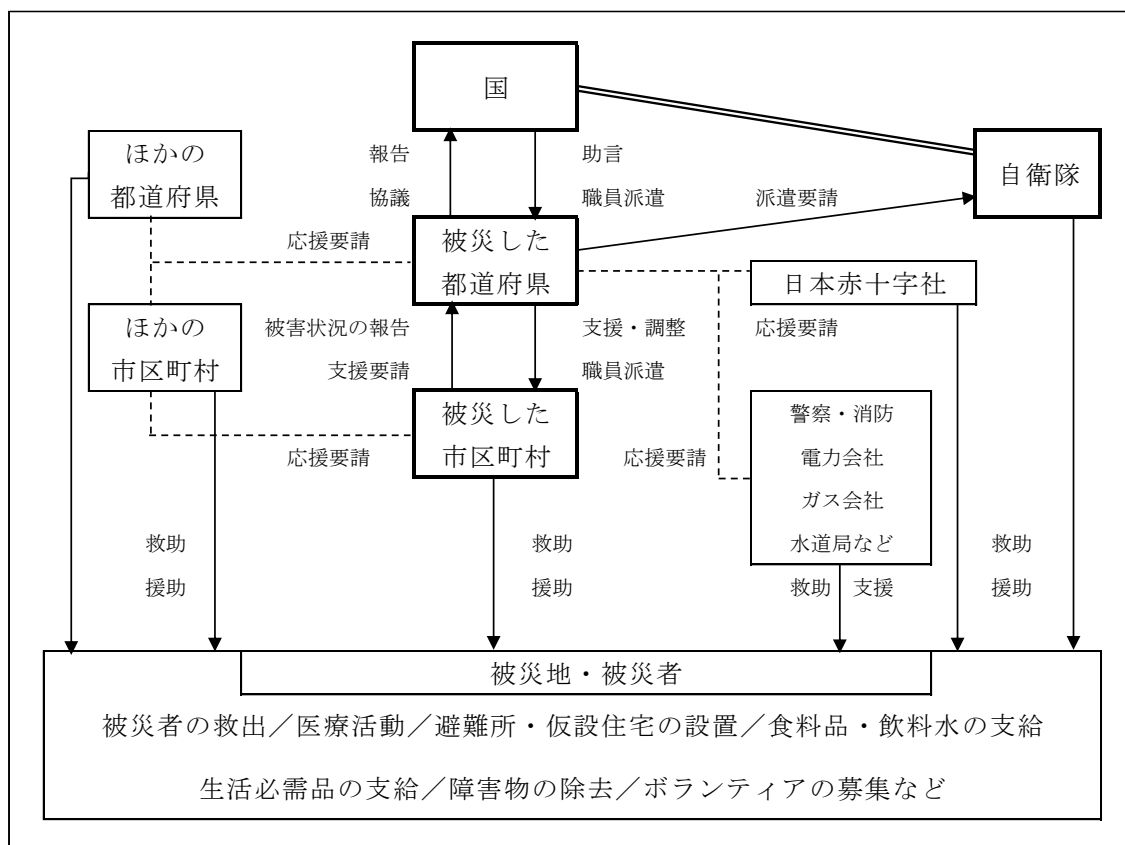 国
ほかの
都道府県
報告
協議
助言
職員派遣
派遣要請
自衛隊
応援要請
被災した
都道府県
日本赤十字社
ほかの
市区町村
被害状況の報告
支援要請
支援・調整
職員派遣
応援要請
被災した
市区町村
応援要請
応援要請
警察・消防
電力会社
ガス会社
水道局など
救助
援助
救助
援助
救助
支援
救助
援助
被災地・被災者
被災者の救出／医療活動／避難所・仮設住宅の設置／食料品・飲料水の支給
生活必需品の支給／障害物の除去／ボランティアの募集など